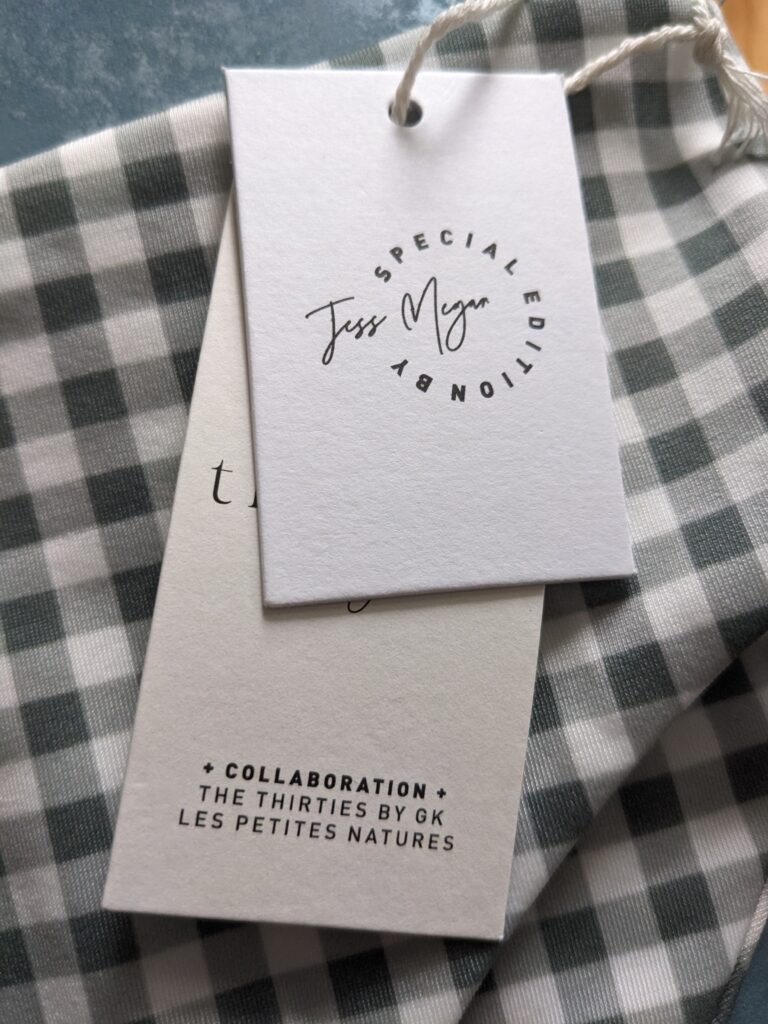 SPECIAL EDITION BY
Jess Megan
+ COLLABORATION +
THE THIRTIES BY GK
LES PETITES NATURES